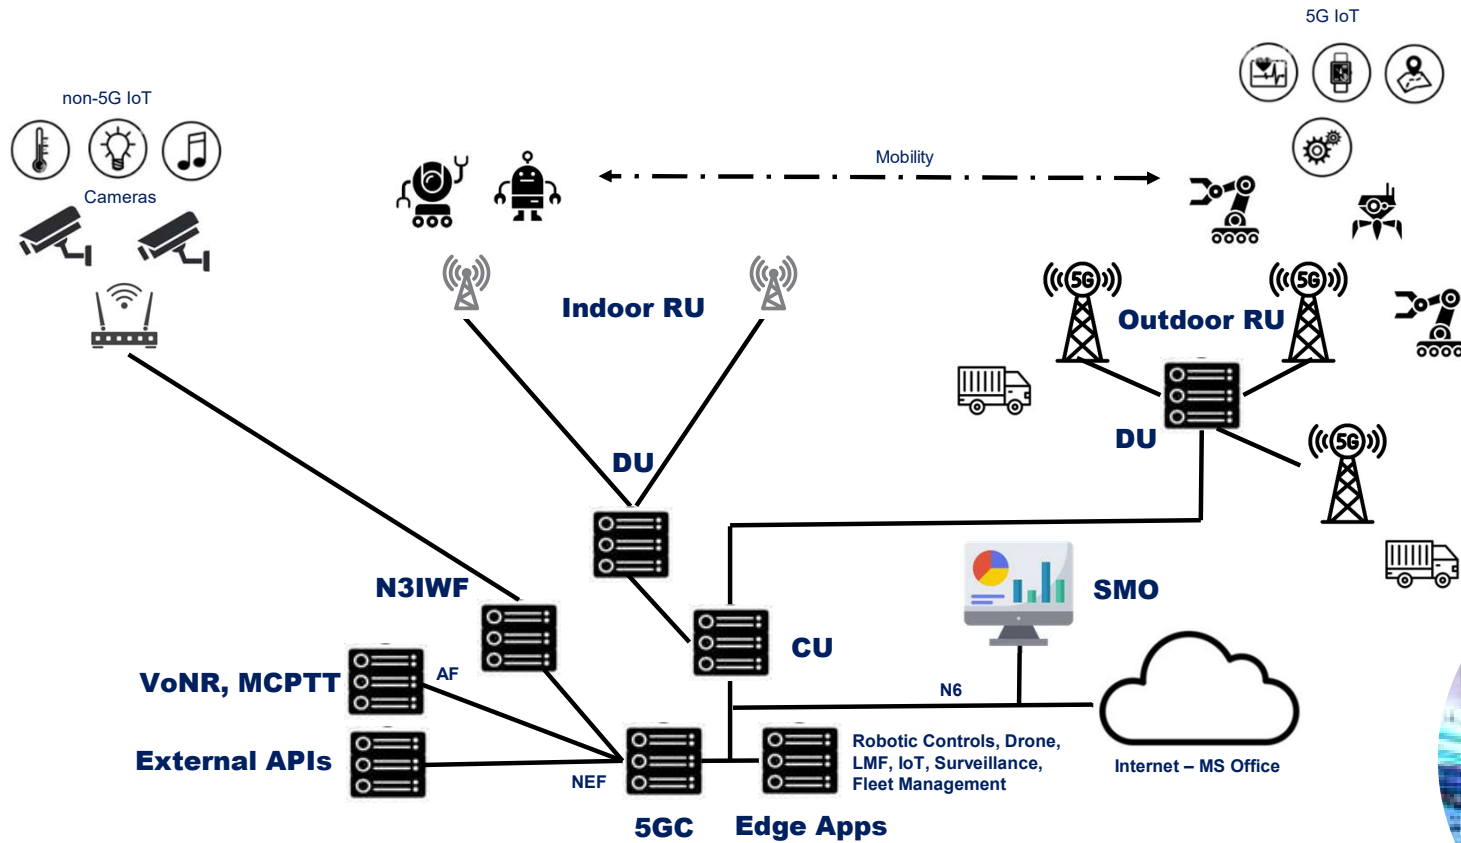 5G IoT
non-5G IoT
Mobility
Cameras
5G
5G
Indoor RU
Outdoor RU
DU
DU
5G
N3IWF
SMO
CU
VoNR, MCPTT
AF
N6
External APIs
NEF
Robotic Controls, Drone,
LMF, IoT, Surveillance,
Fleet Management
Internet – MS Office
5GC
Edge Apps